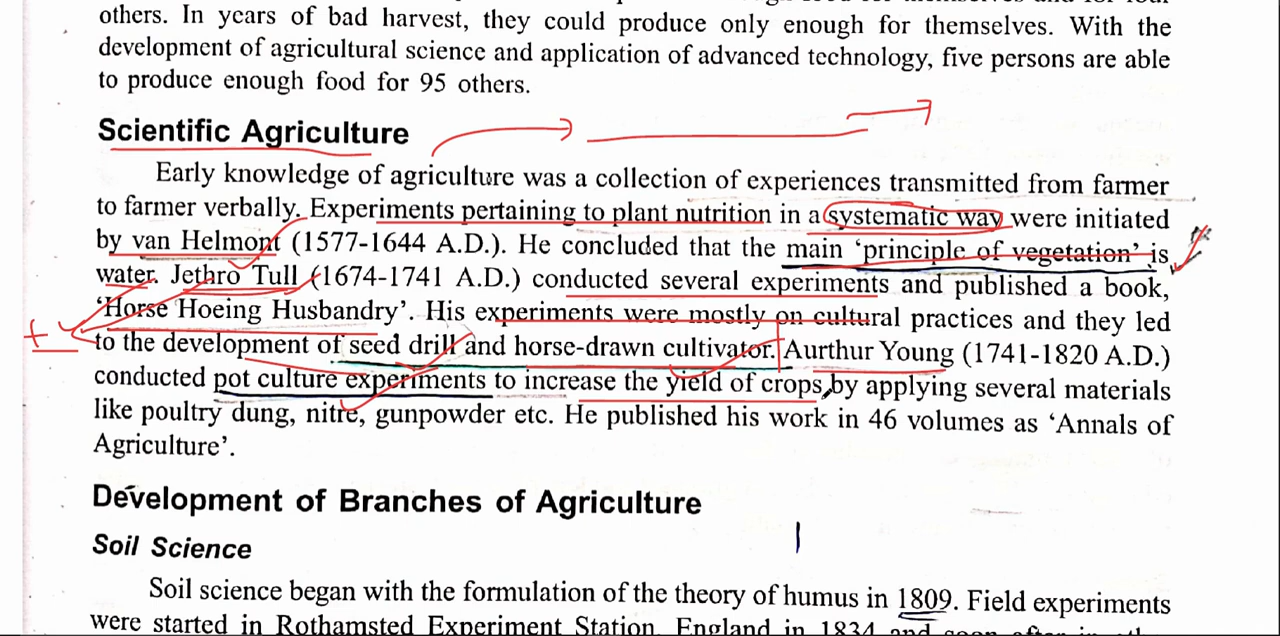 others. In years of bad harvest, they could produce only enough for themselves. With the
development of agricultural science and application of advanced technology, five persons are able
to produce enough food for 95 others.
Scientific Agriculture
Early knowledge of agriculture was a collection of experiences transmitted from farmer
to farmer verbally. Experiments pertaining to plant nutrition in a systematic way were initiated
by van Helmont (1577-1644 A.D.). He concluded that the main ‘principle of vegetation’ is
water. Jethro Tull (1674-1741 A.D.) conducted several experiments and published a book,
‘Horse Hoeing Husbandry’. His experiments were mostly on cultural practices and they led
to the development of seed drill and horse-drawn cultivator. Aurthur Young (1741-1820 A.D.)
conducted pot culture experiments to increase the yield of crops by applying several materials
like poultry dung, nitre, gunpowder etc. He published his work in 46 volumes as ‘Annals of
Agriculture’.
Development of Branches of Agriculture
Soil Science
Soil science began with the formulation of the theory of humus in 1809. Field experiments
were started in Rothamsted Experiment Station, England in 1834 and soon after in